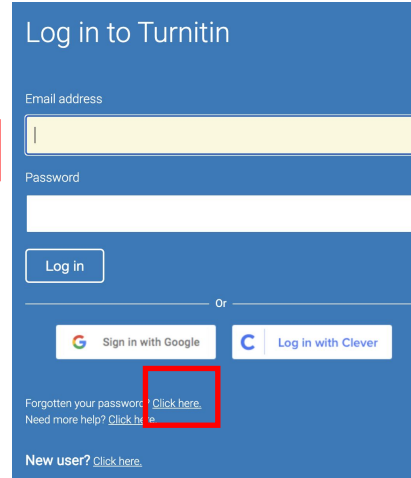 Log in to Turnitin
Email address
Password
Log in
Or
G Sign in with Google
C Log in with Clever
Forgotten your password? Click here.
Need more help? Click here.
New user? Click here.